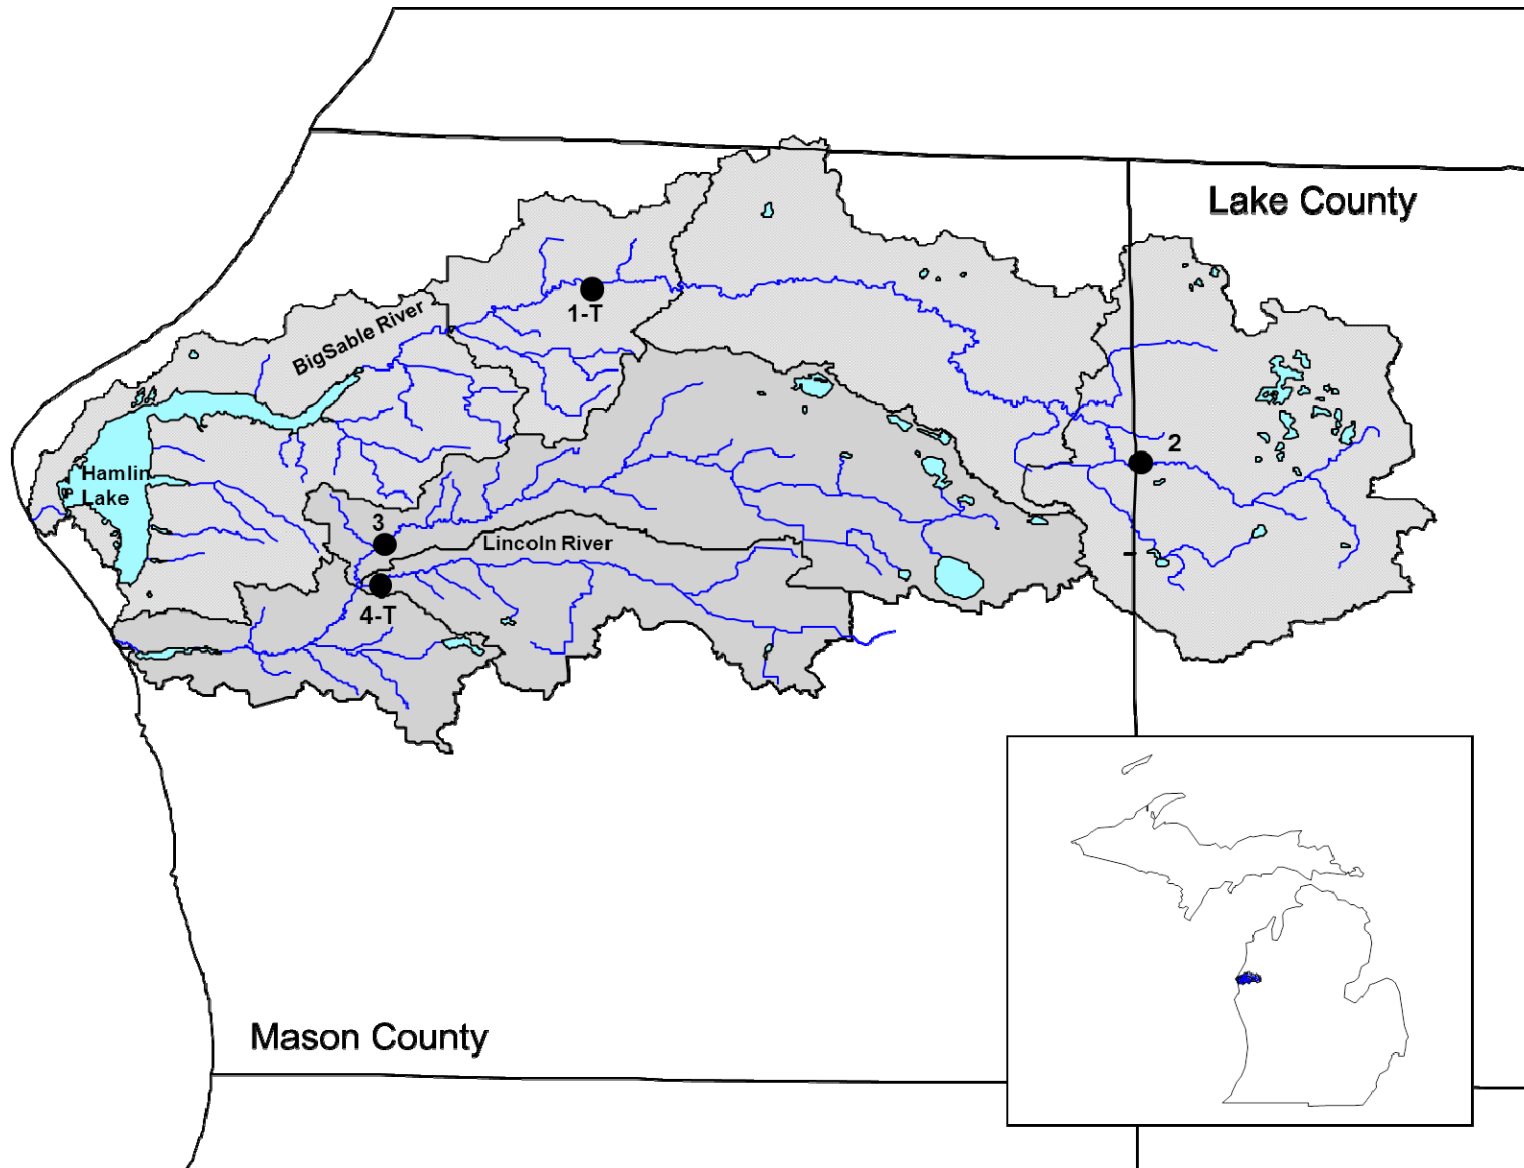 Lake County
1-T
BigSable River
2
Hamlin
Lake
3
Lincoln River
4-T
Mason County